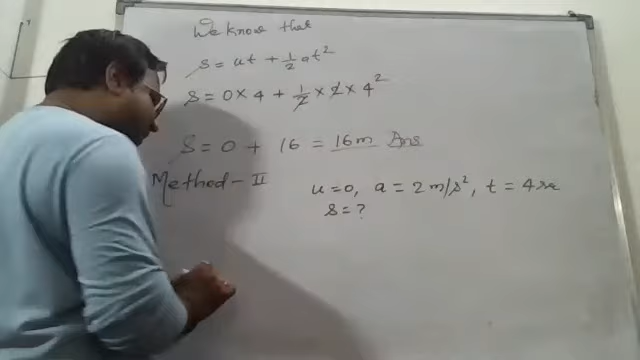 We know that
s = ut + 1/2 at²
s = 0 × 4 + 1/2 × 2 × 4²
s = 0 + 16 = 16m Ans
Method-II
u = 0, a = 2 m/s², t = 4 sec
s = ?